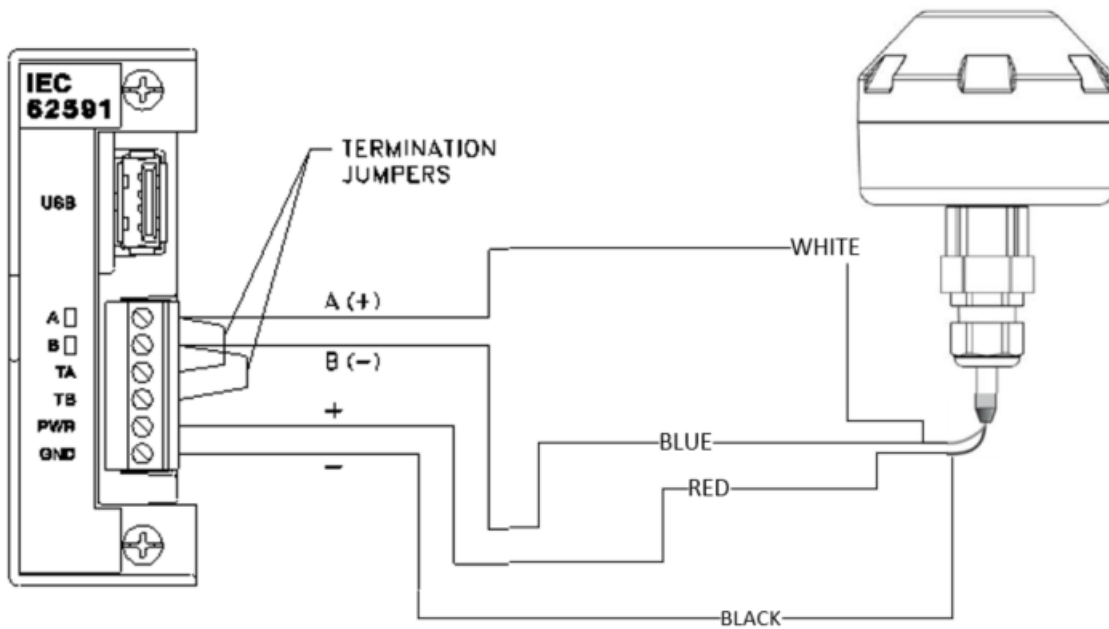 IEC
62591
USB
TERMINATION
JUMPERS
WHITE
A
A (+)
B
B (-)
TA
TB
+
PWR
BLUE
GND
-
RED
BLACK